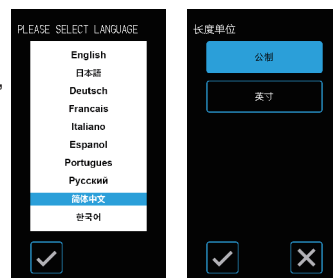 PLEASE SELECT LANGUAGE
English
日本語
Deutsch
Francais
Italiano
Espanol
Portugues
Русский
简体中文
한국어
长度单位
公制
英寸